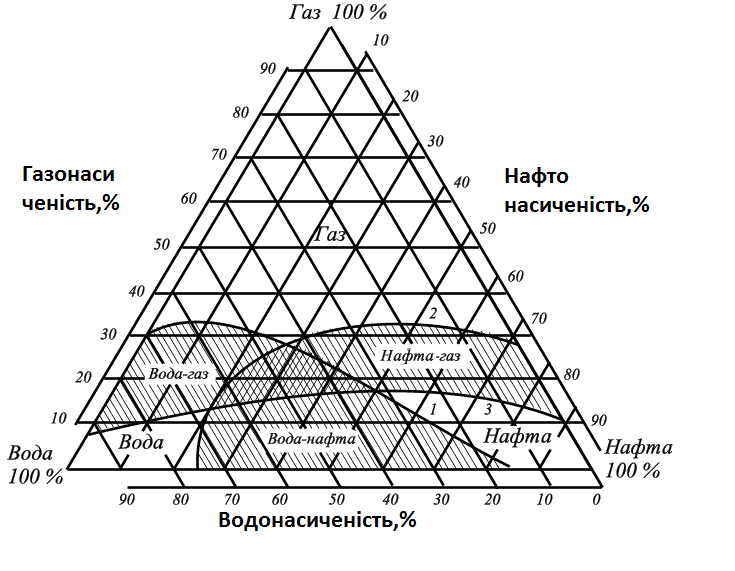 Газ 100 %
10
90
20
80
30
70
Газонаси
ченість,%
Нафто
насиченість,%
40
60
50
Газ
50
60
40
2
70
30
Нафта-газ
Вода-газ
80
20
1
3
90
10
Вода
Вода-нафта
Нафта
Вода
100 %
Нафта
100 %
90
80
70
60
50
40
30
20
10
0
Водонасиченість,%